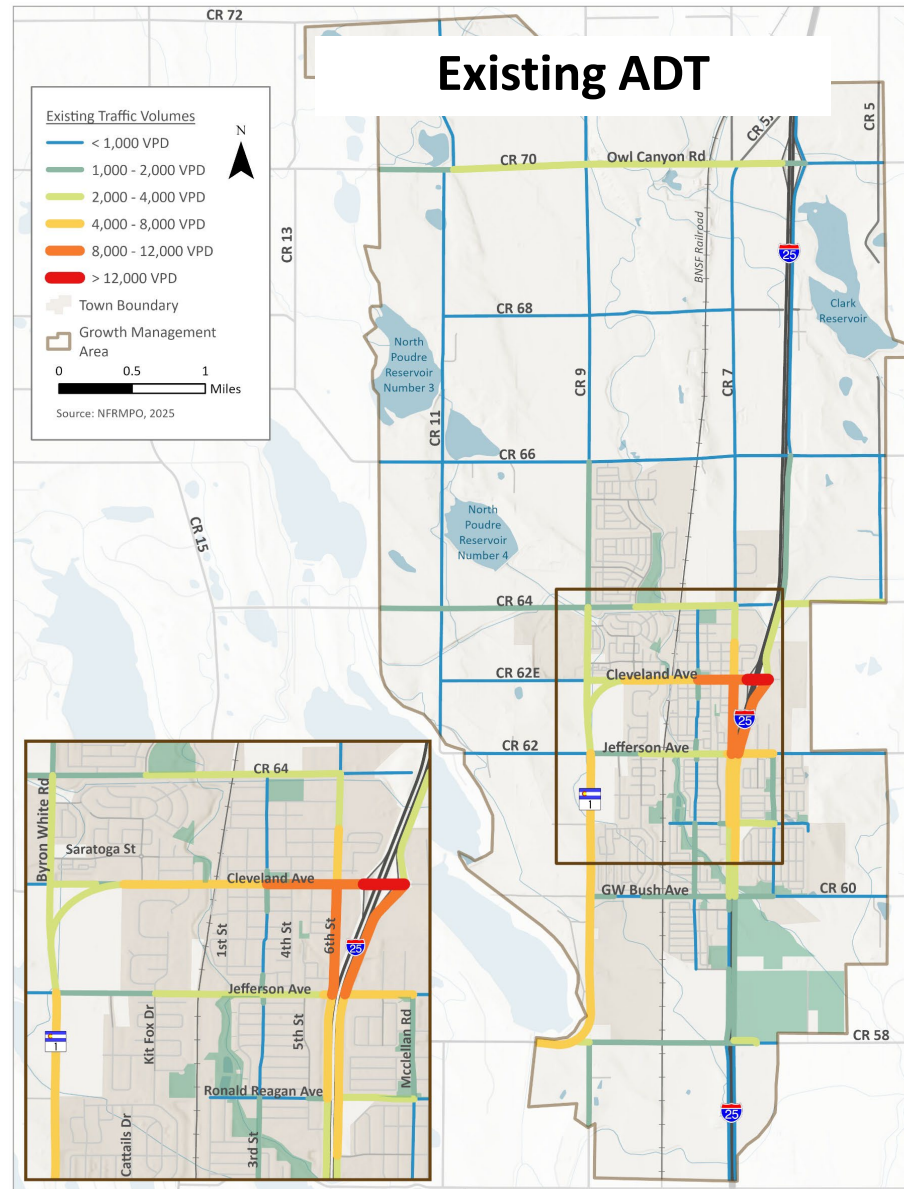 CR 72
Existing ADT
Existing Traffic Volumes
N
< 1,000 VPD
1,000 - 2,000 VPD
2,000 - 4,000 VPD
4,000 - 8,000 VPD
8,000 - 12,000 VPD
> 12,000 VPD
Town Boundary
Growth Management
Area
0 0.5 1
Miles
Source: NFRMPO, 2025
CR 5
CR 70
Owl Canyon Rd
CR 13
BNSF Railroad
25
Clark
Reservoir
CR 68
North
Poudre
Reservoir
Number 3
CR 9
CR 7
CR 11
CR 66
CR 15
North
Poudre
Reservoir
Number 4
CR 64
CR 62E
Cleveland Ave
25
CR 62
Jefferson Ave
1
GW Bush Ave
CR 60
CR 58
25
CR 64
Byron White Rd
Saratoga St
Cleveland Ave
1st St
4th St
6th St
25
Jefferson Ave
1
Kit Fox Dr
5th St
Mcclellan Rd
Ronald Reagan Ave
Cattails Dr
3rd St